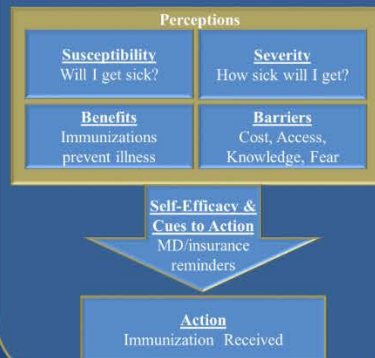 Perceptions
Susceptibility
Will I get sick?
Severity
How sick will I get?
Benefits
Immunizations
prevent illness
Barriers
Cost, Access,
Knowledge, Fear
Self-Efficacy &
Cues to Action
MD/insurance
reminders
Action
Immunization Received